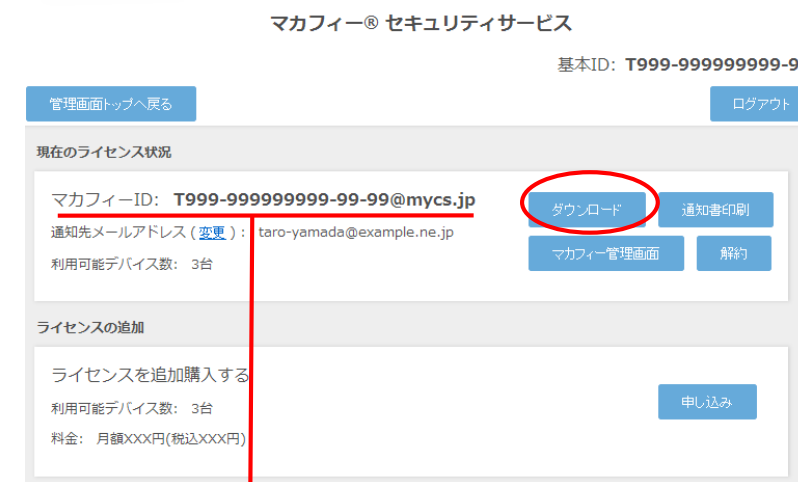 マカフィー® セキュリティサービス
基本ID: T999-999999999-9
管理画面トップへ戻る
ログアウト
現在のライセンス状況
マカフィーID: T999-999999999-99-99@mycs.jp
ダウンロード
通知書印刷
通知先メールアドレス ( 変更 ) : taro-yamada@example.ne.jp
マカフィー管理画面
解約
利用可能デバイス数: 3台
ライセンスの追加
ライセンスを追加購入する
利用可能デバイス数: 3台
申し込み
料金: 月額XXX円(税込XXX円)